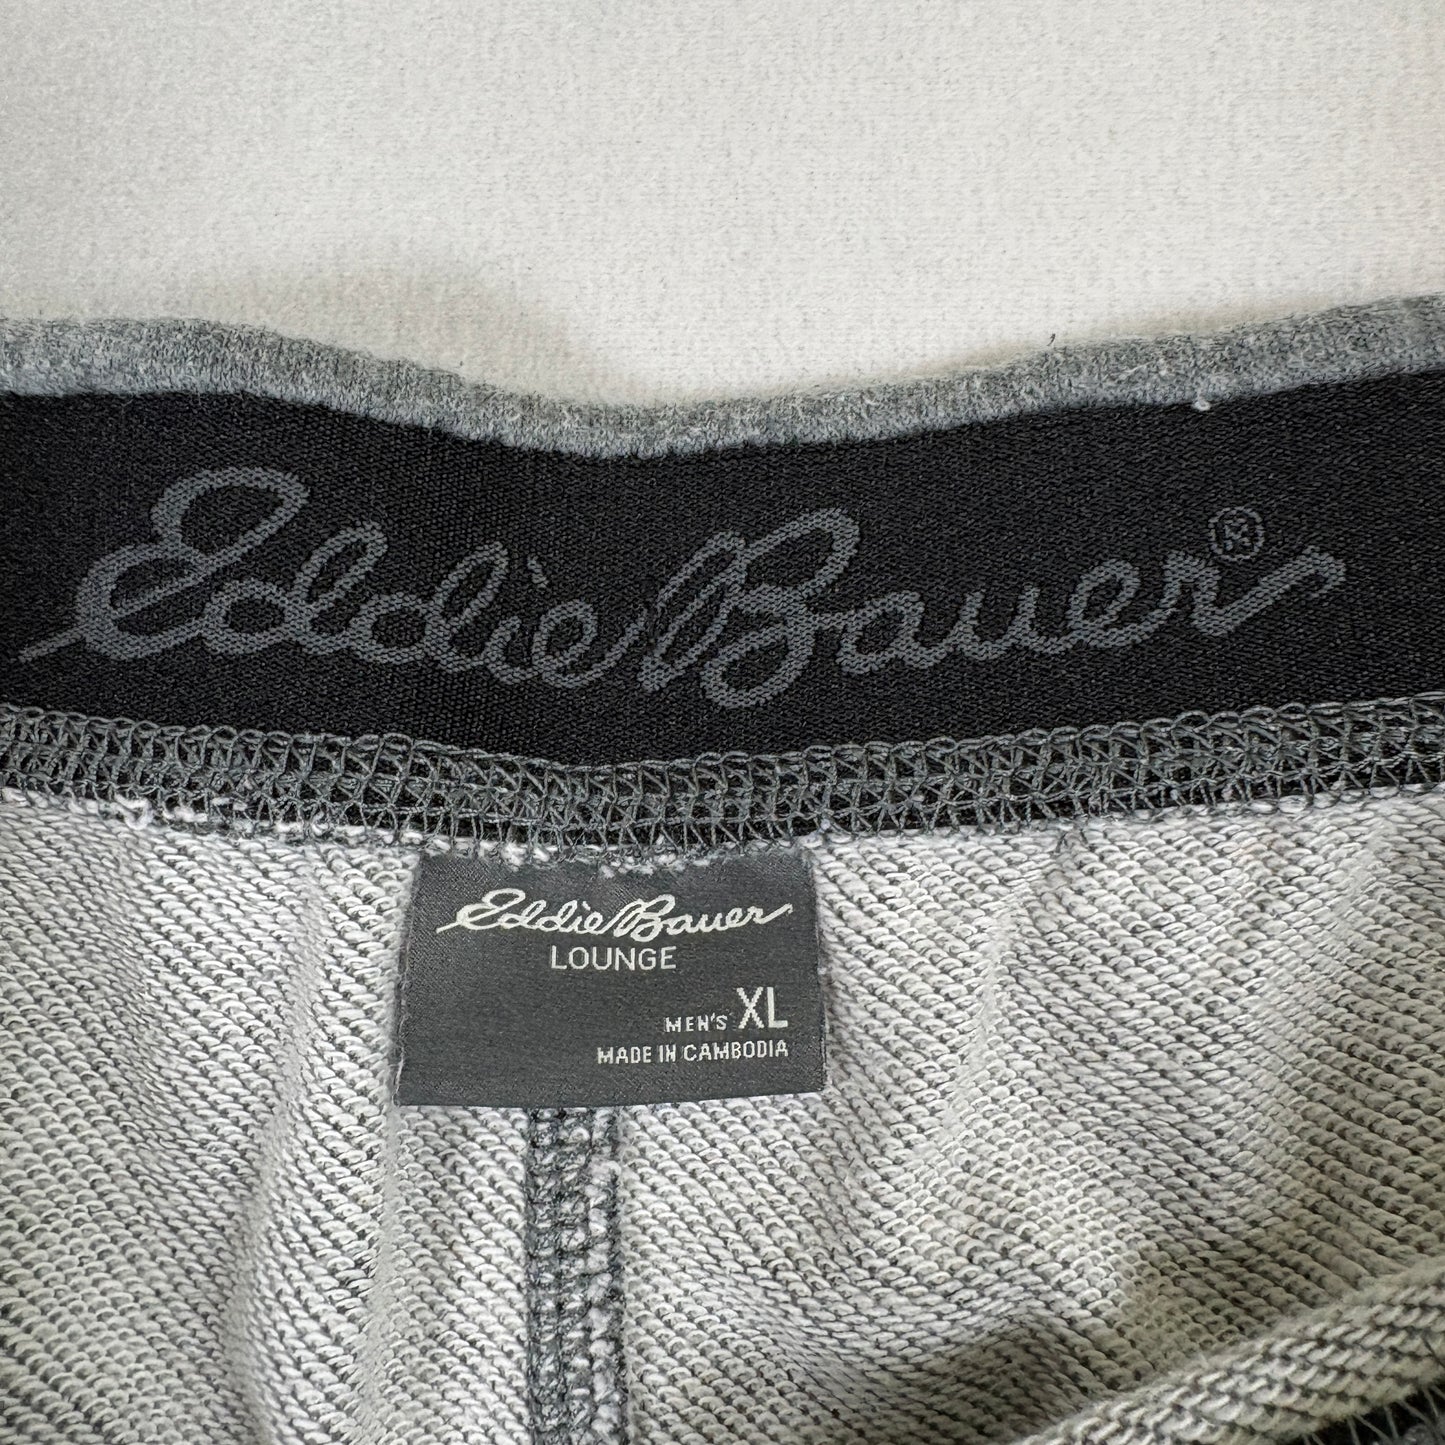 Eddie Bauer®
Eddie Bauer
LOUNGE
MEN'S XL
MADE IN CAMBODIA